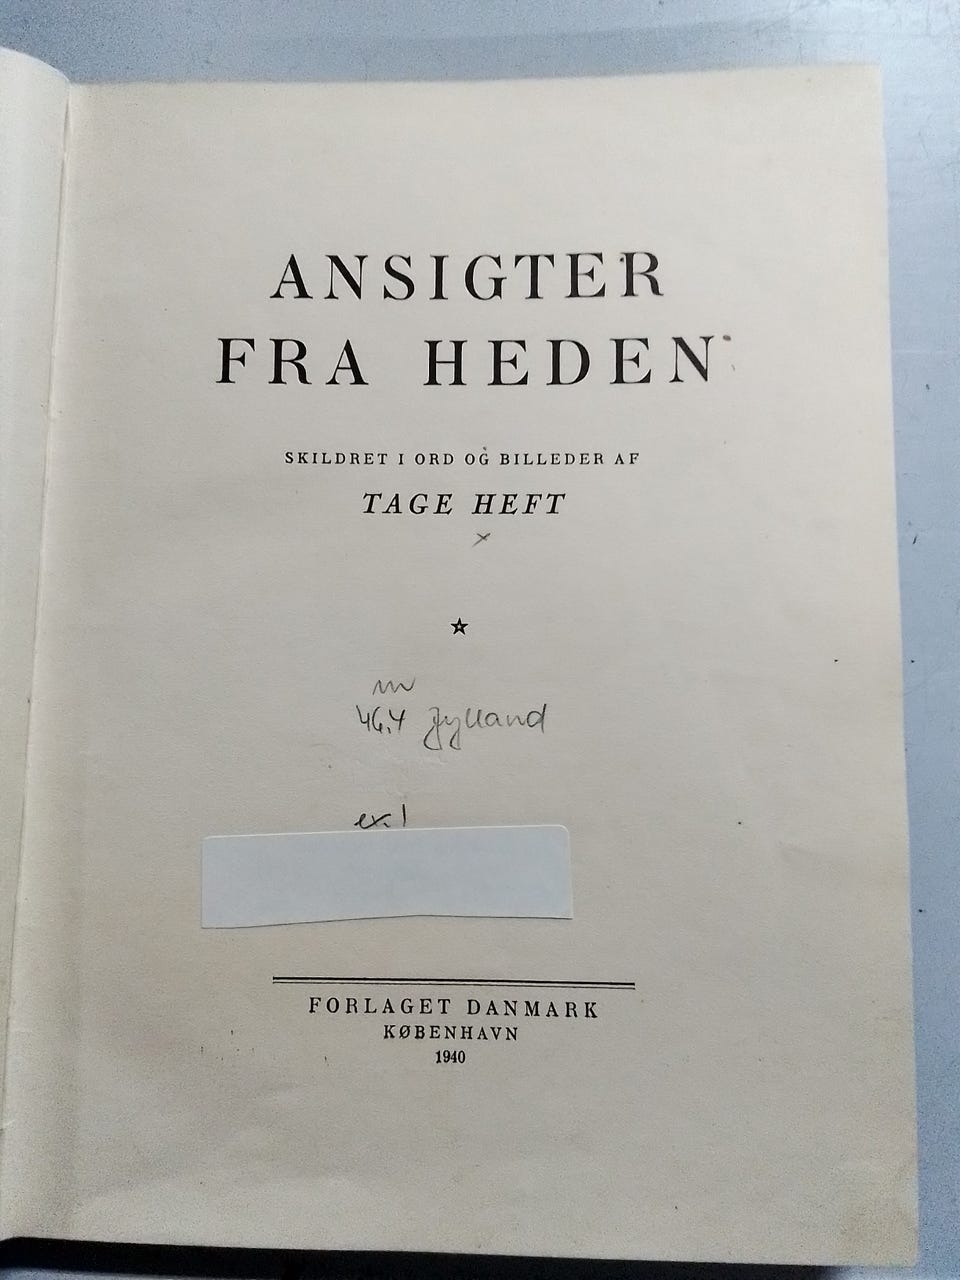 ANSIGTER
FRA HEDEN
SKILDRET I ORD OG BILLEDER AF
TAGE HEFT
46.4 Jylland
ex. 1
FORLAGET DANMARK
KØBENHAVN
1940